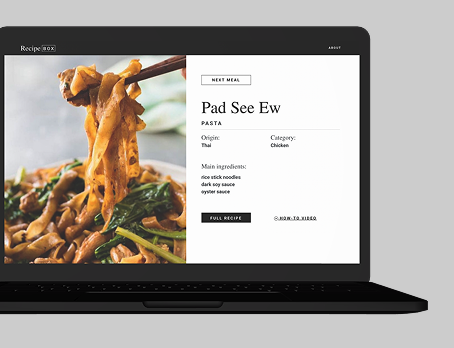 Recipe BOX
ABOUT
NEXT MEAL
Pad See Ew
PASTA
Origin:
Thai
Category:
Chicken
Main ingredients:
rice stick noodles
dark soy sauce
oyster sauce
FULL RECIPE
HOW-TO VIDEO